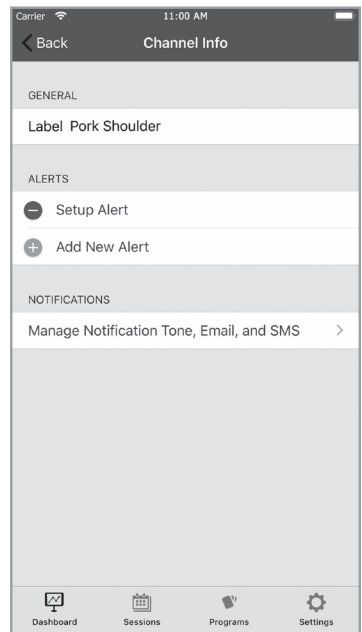 Carrier 11:00 AM
Back Channel Info
GENERAL
Label Pork Shoulder
ALERTS
Setup Alert
Add New Alert
NOTIFICATIONS
Manage Notification Tone, Email, and SMS
Dashboard Sessions Programs Settings